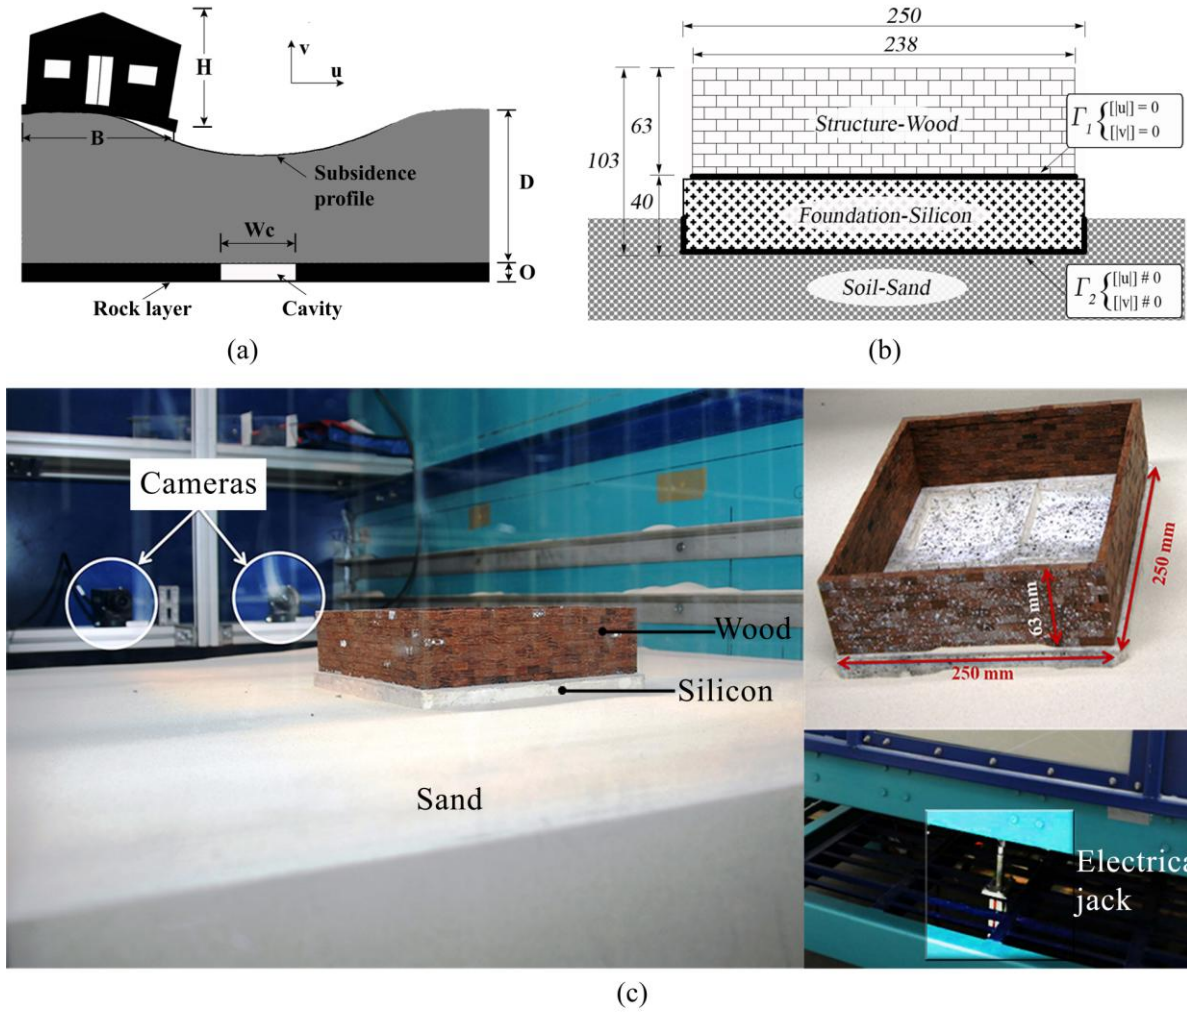 H
v
u
B
Subsidence
profile
D
Wc
O
Rock layer
Cavity
(a)
250
238
63
103
40
Structure-Wood
Γ1 {[|u|] = 0
[|v|] = 0
Foundation-Silicon
Soil-Sand
Γ2 {[|u|] # 0
[|v|] # 0
(b)
Cameras
Wood
Silicon
Sand
250 mm
63 mm
250 mm
Electrica
jack
(c)